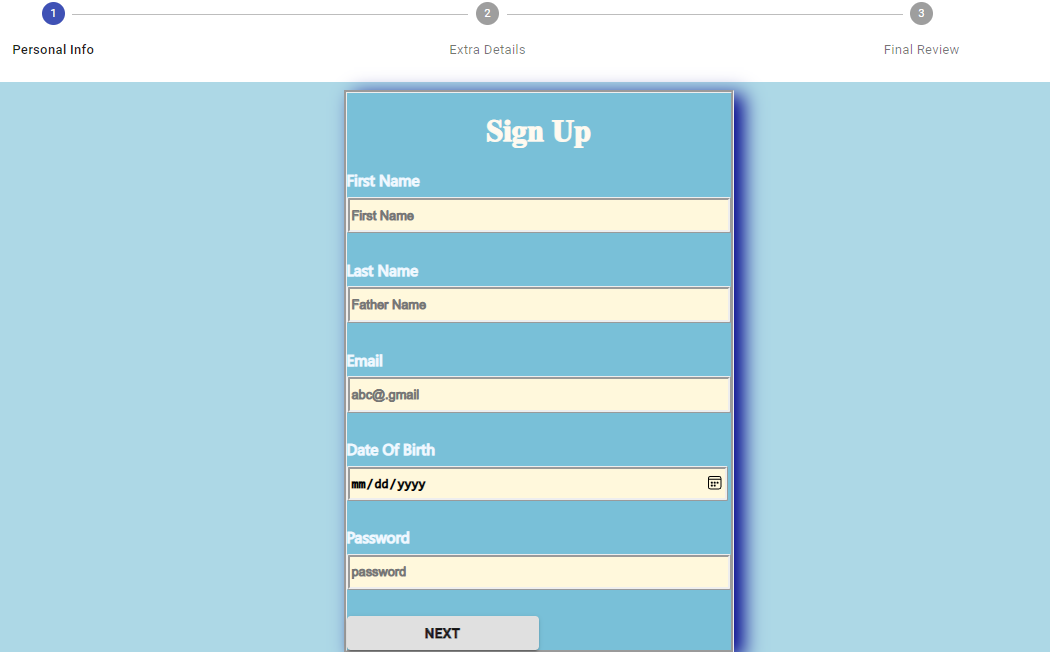 1 2 3
Personal Info Extra Details Final Review
Sign Up
First Name
First Name
Last Name
Father Name
Email
abc@.gmail
Date Of Birth
mm/dd/yyyy
Password
password
NEXT